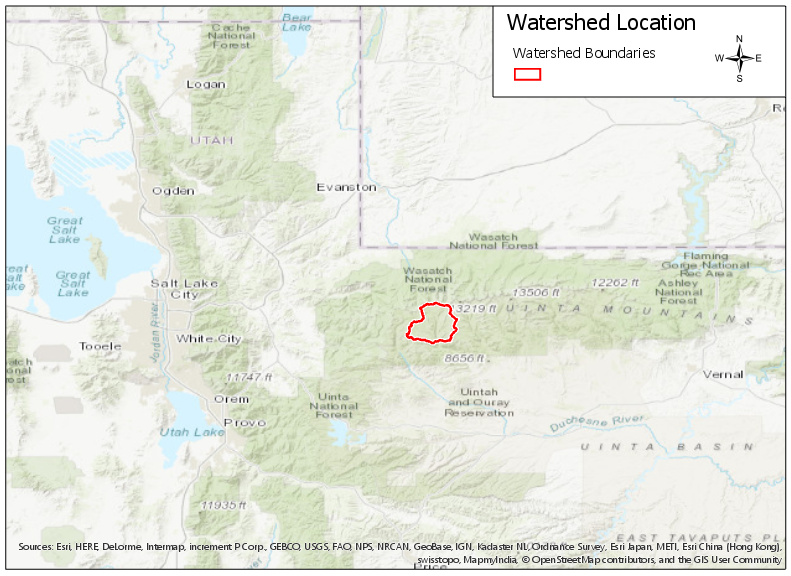 Watershed Location
Watershed Boundaries
N
W E
S
Bear
Lake
Cache
National
Forest
Logan
UTAH
Ogden
Evanston
Great
Salt
Lake
Great
Salt
Lake
Salt Lake
City
Jordan River
White City
Tooele
Wasatch
National Forest
Wasatch
National
Forest
Flaming
Gorge National
Rec Area
Ashley
National
Forest
12262 ft
13506 ft
3219 ft
UINTA MOUNTAINS
8656 ft
11747 ft
Orem
Provo
Utah Lake
Uinta
National
Forest
Uintah
and Ouray
Reservation
Vernal
Duchesne River
UINTA BASIN
11935 ft
EAST TAVAPUTS PL
Sources: Esri, HERE, DeLorme, Intermap, increment P Corp., GEBCO, USGS, FAO, NPS, NRCAN, GeoBase, IGN, Kadaster NL, Ordnance Survey, Esri Japan, METI, Esri China (Hong Kong),
swisstopo, MapmyIndia, © OpenStreetMap contributors, and the GIS User Community